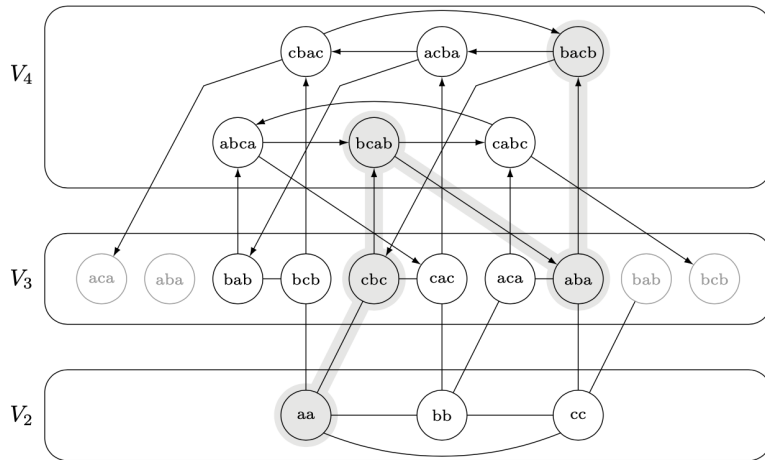 cbac acba bacb
V4
abca bcab cabc
V3 aca aba bab bcb cbc cac aca aba bab bcb
V2 aa bb cc